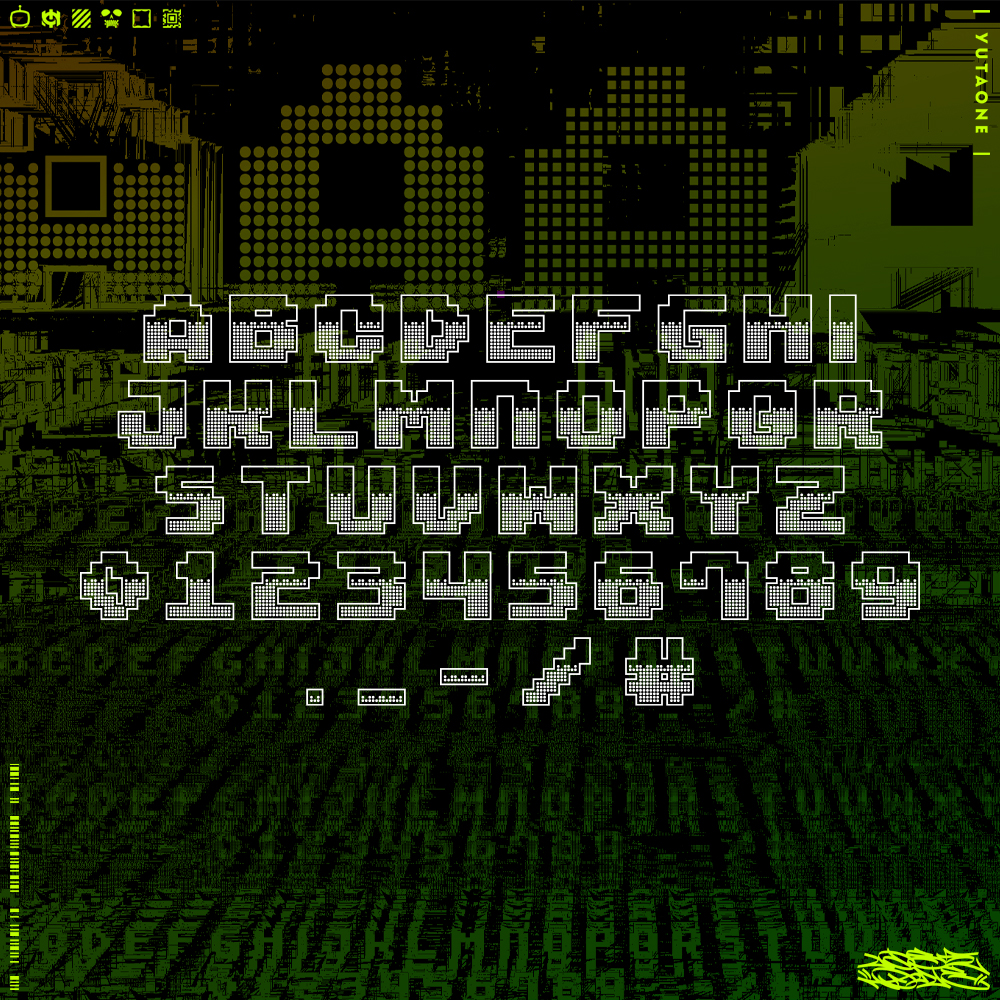 | YUTAONE |
ABCDEFGHI
JKLMNOPQR
STUVWXYZ
0123456789
._-/#